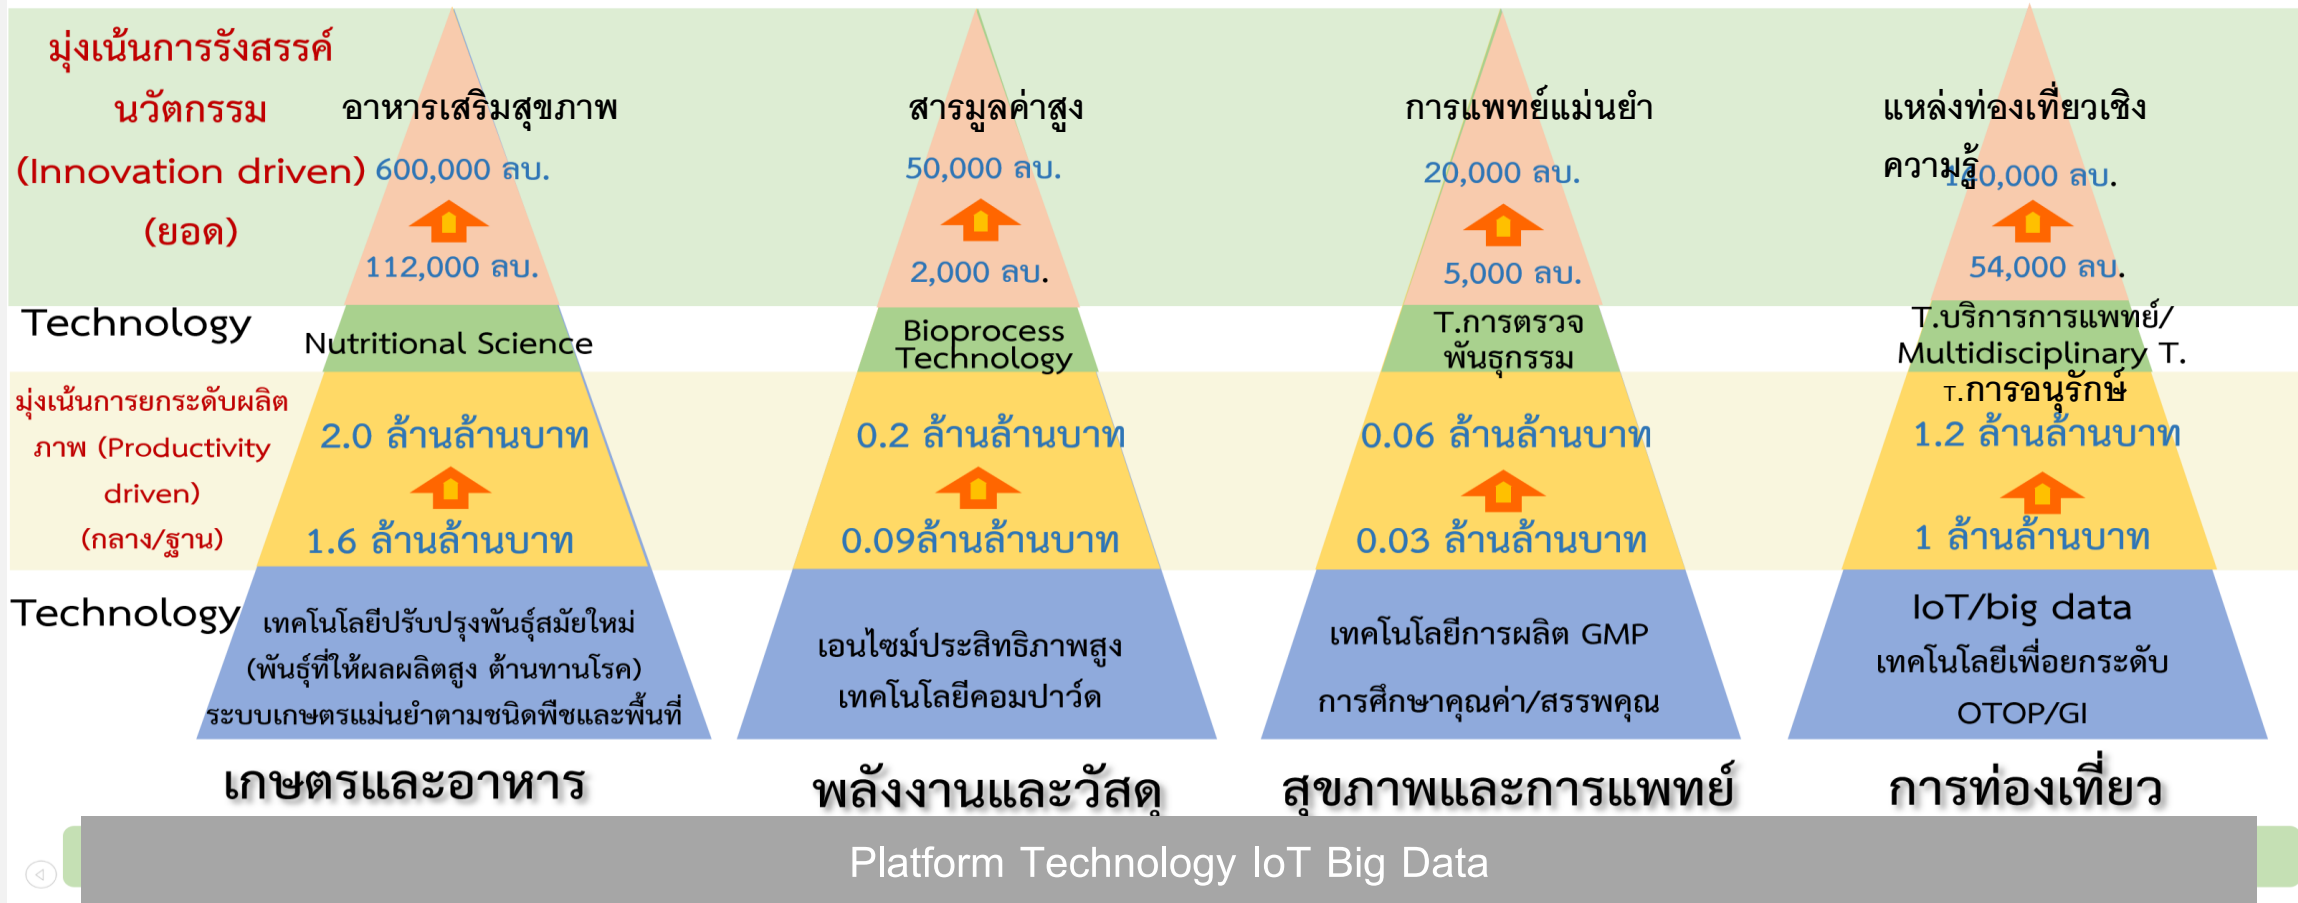 มุ่งเน้นการรังสรรค์
นวัตกรรม
(Innovation driven)
(ยอด)
อาหารเสริมสุขภาพ
600,000 ลบ.
112,000 ลบ.
สารมูลค่าสูง
50,000 ลบ.
2,000 ลบ.
การแพทย์แม่นยำ
20,000 ลบ.
5,000 ลบ.
แหล่งท่องเที่ยวเชิง
ความรู้
140,000 ลบ.
54,000 ลบ.
Technology
Nutritional Science
Bioprocess
Technology
T.การตรวจ
พันธุกรรม
T.บริการการแพทย์/
Multidisciplinary T.
T.การอนุรักษ์
มุ่งเน้นการยกระดับผลิต
ภาพ (Productivity
driven)
(กลาง/ฐาน)
2.0 ล้านล้านบาท
1.6 ล้านล้านบาท
0.2 ล้านล้านบาท
0.09ล้านล้านบาท
0.06 ล้านล้านบาท
0.03 ล้านล้านบาท
1.2 ล้านล้านบาท
1 ล้านล้านบาท
Technology
เทคโนโลยีปรับปรุงพันธุ์สมัยใหม่
(พันธุ์ที่ให้ผลผลิตสูง ต้านทานโรค)
ระบบเกษตรแม่นยำตามชนิดพืชและพื้นที่
เอนไซม์ประสิทธิภาพสูง
เทคโนโลยีคอมปาว์ด
เทคโนโลยีการผลิต GMP
การศึกษาคุณค่า/สรรพคุณ
IoT/big data
เทคโนโลยีเพื่อยกระดับ
OTOP/GI
เกษตรและอาหาร
พลังงานและวัสดุ
สุขภาพและการแพทย์
การท่องเที่ยว
Platform Technology IoT Big Data